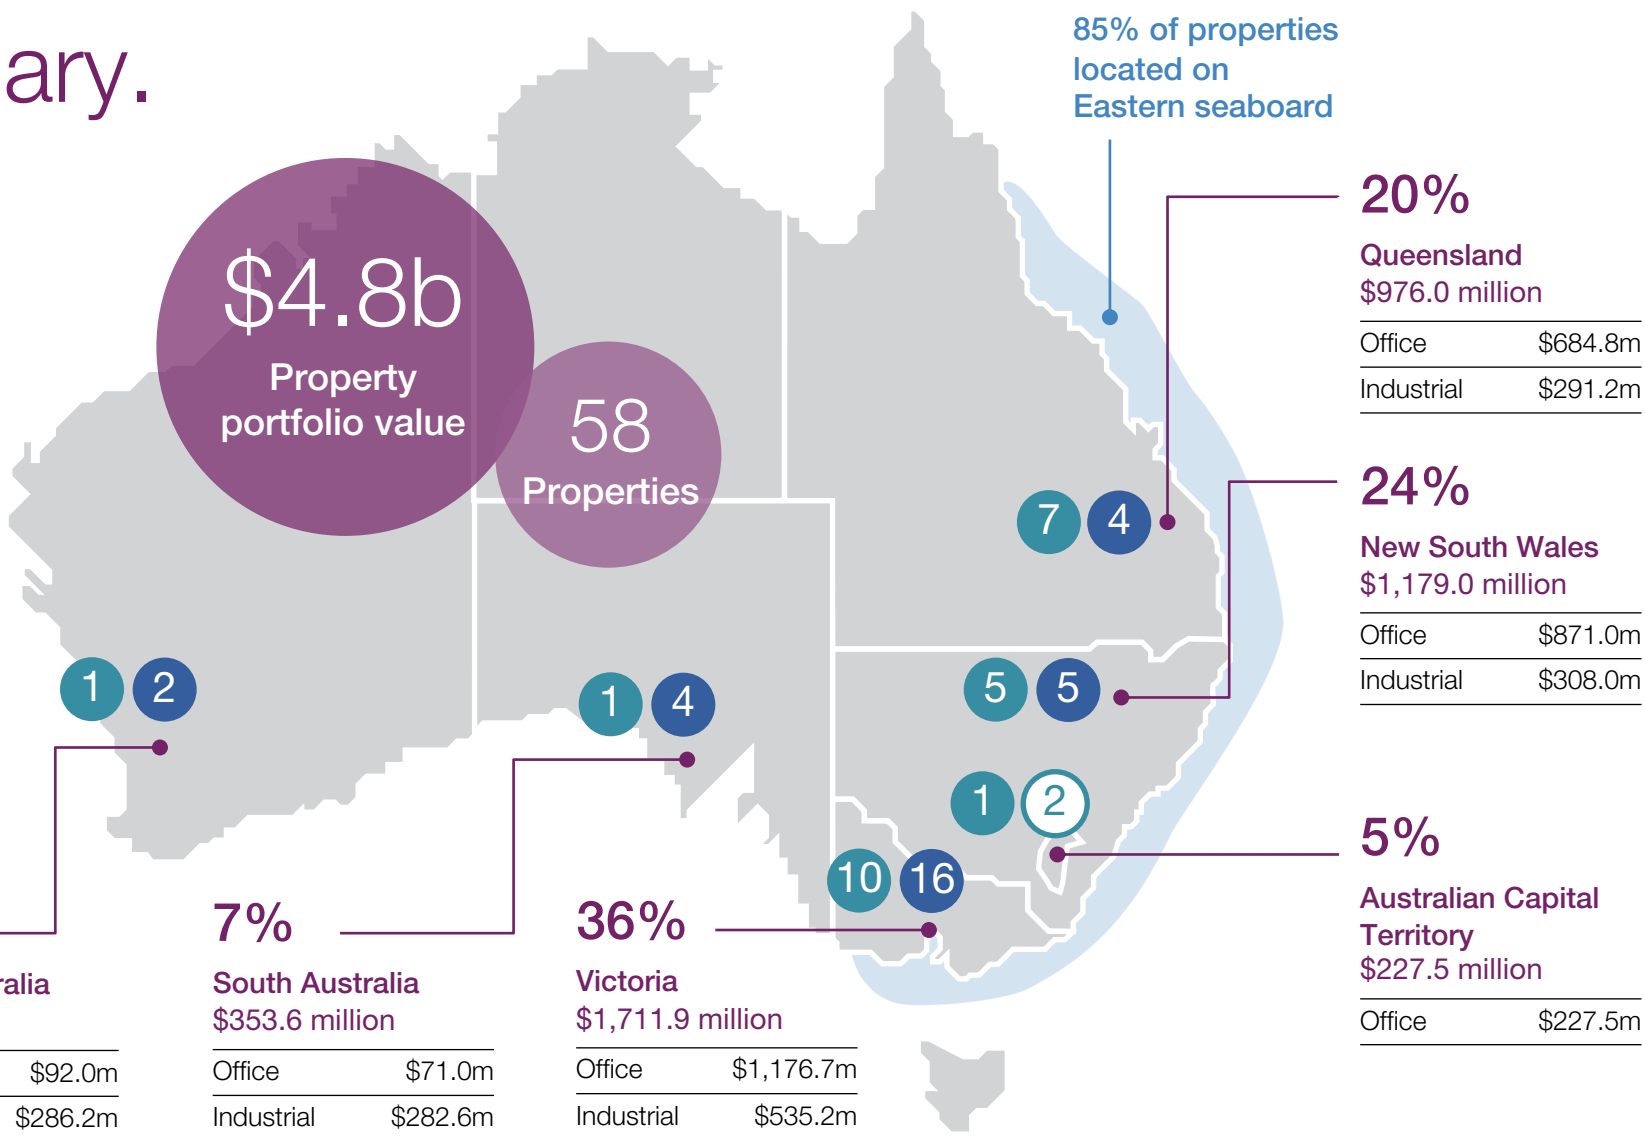 ary.
85% of properties
located on
Eastern seaboard
$4.8b
Property
portfolio value
58
Properties
20%
Queensland
$976.0 million
Office $684.8m
Industrial $291.2m
7 4
24%
New South Wales
$1,179.0 million
Office $871.0m
Industrial $308.0m
5 5
1 2
1 4
1 2
10 16
5%
Australian Capital
Territory
$227.5 million
Office $227.5m
36%
Victoria
$1,711.9 million
Office $1,176.7m
Industrial $535.2m
7%
South Australia
$353.6 million
Office $71.0m
Industrial $282.6m
ralia
$92.0m
$286.2m